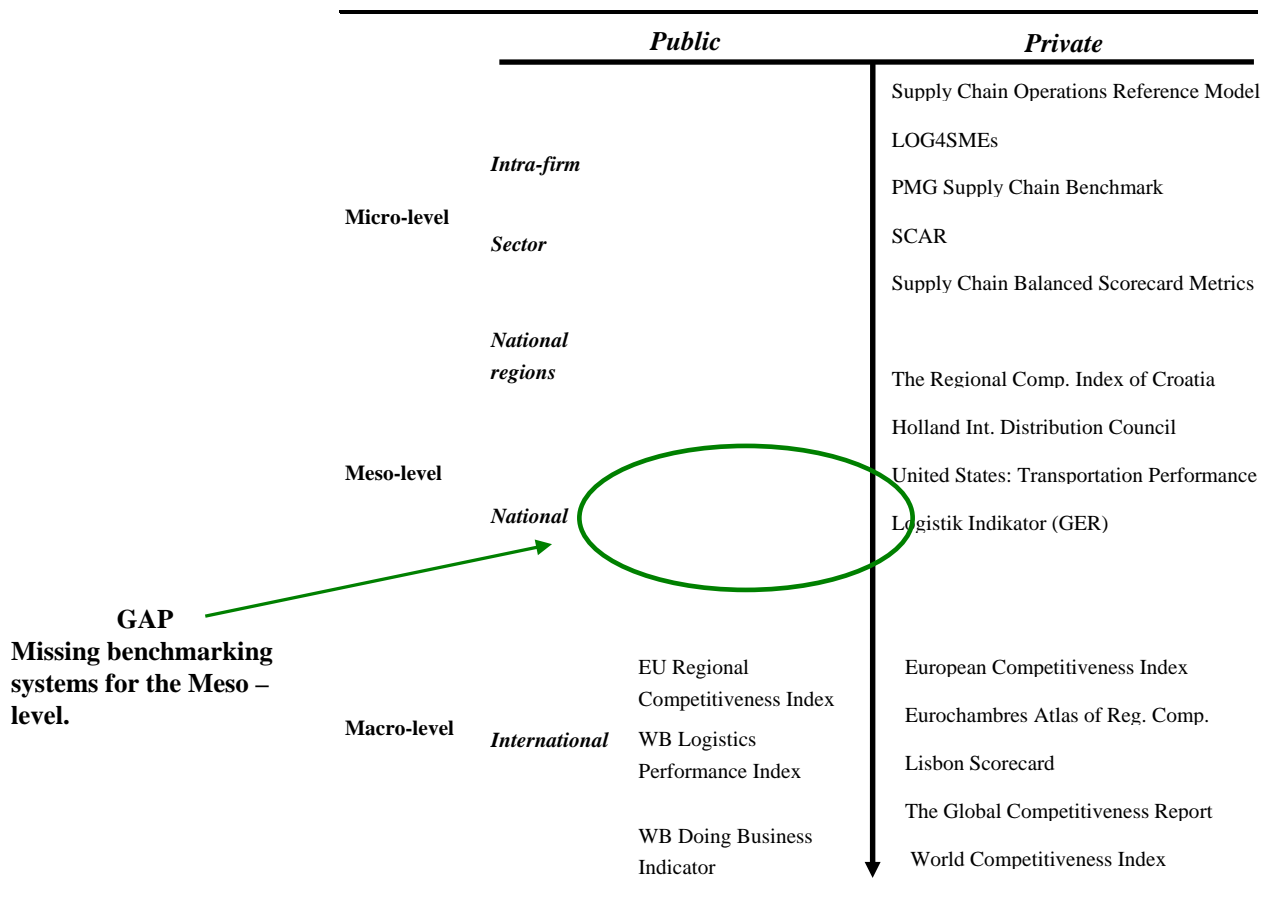 Public
Private
Supply Chain Operations Reference Model
LOG4SMEs
Intra-firm
PMG Supply Chain Benchmark
Micro-level
SCAR
Sector
Supply Chain Balanced Scorecard Metrics
National
regions
The Regional Comp. Index of Croatia
Holland Int. Distribution Council
Meso-level
United States: Transportation Performance
National
Logistik Indikator (GER)
GAP
Missing benchmarking
systems for the Meso –
level.
EU Regional
Competitiveness Index
European Competitiveness Index
Eurochambres Atlas of Reg. Comp.
Macro-level
International
WB Logistics
Performance Index
Lisbon Scorecard
The Global Competitiveness Report
WB Doing Business
Indicator
World Competitiveness Index